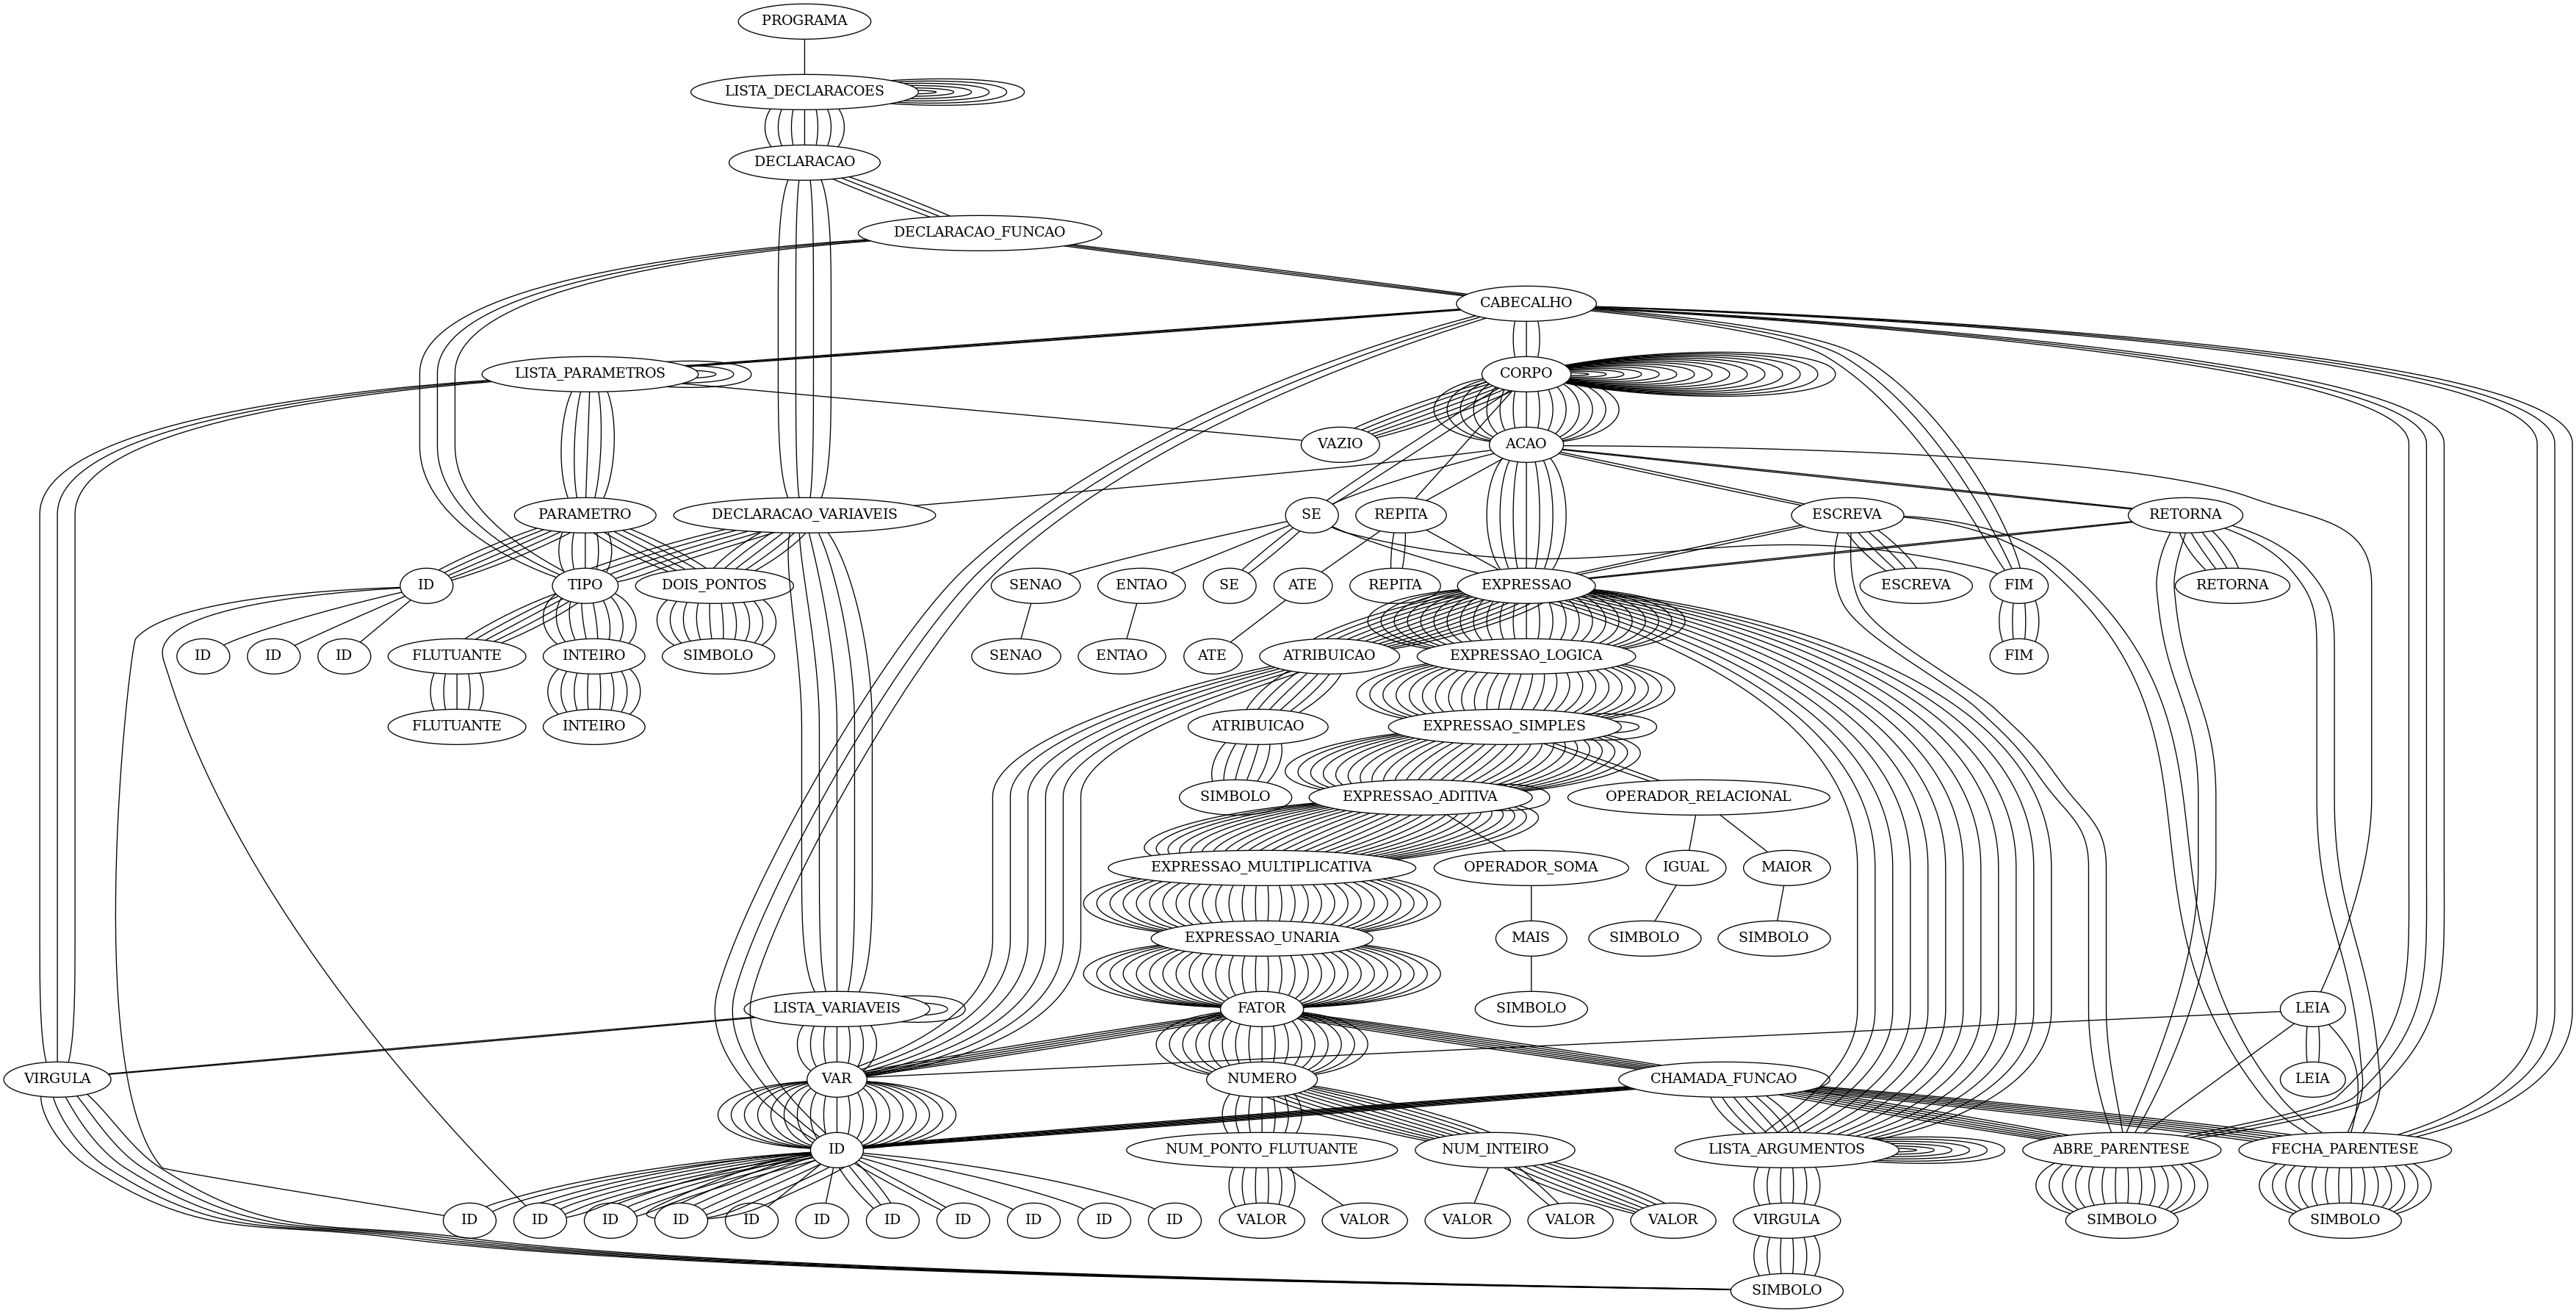 PROGRAMA
LISTA_DECLARACOES
DECLARACAO
DECLARACAO_FUNCAO
CABECALHO
LISTA_PARAMETROS
CORPO
VAZIO
ACAO
PARAMETRO
DECLARACAO_VARIAVEIS
SE
REPITA
ESCREVA
RETORNA
ID
TIPO
DOIS_PONTOS
SENAO
ENTAO
SE
ATE
REPITA
EXPRESSAO
ESCREVA
FIM
RETORNA
ID
ID
ID
FLUTUANTE
INTEIRO
SIMBOLO
SENAO
ENTAO
ATE
ATRIBUICAO
EXPRESSAO_LOGICA
FIM
FLUTUANTE
INTEIRO
ATRIBUICAO
EXPRESSAO_SIMPLES
SIMBOLO
EXPRESSAO_ADITIVA
OPERADOR_RELACIONAL
EXPRESSAO_MULTIPLICATIVA
OPERADOR_SOMA
IGUAL
MAIOR
EXPRESSAO_UNARIA
MAIS
SIMBOLO
SIMBOLO
LISTA_VARIAVEIS
FATOR
SIMBOLO
LEIA
VIRGULA
VAR
NUMERO
CHAMADA_FUNCAO
LEIA
ID
NUM_PONTO_FLUTUANTE
NUM_INTEIRO
LISTA_ARGUMENTOS
ABRE_PARENTESE
FECHA_PARENTESE
ID
ID
ID
ID
ID
ID
ID
ID
ID
ID
ID
VALOR
VALOR
VALOR
VALOR
VALOR
VIRGULA
SIMBOLO
SIMBOLO
SIMBOLO